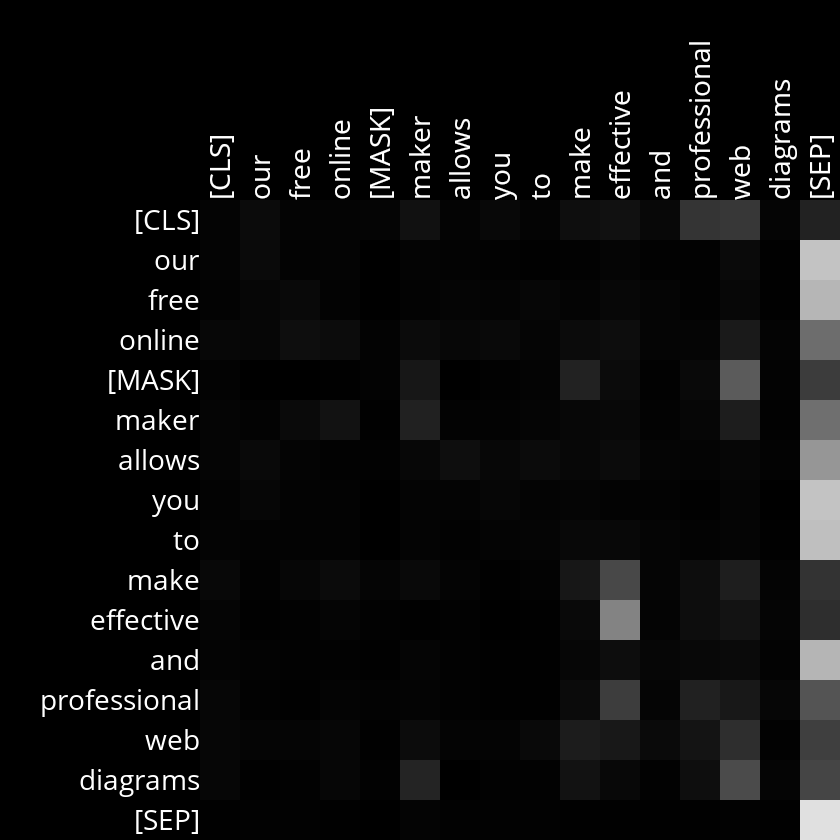 [CLS] our free online [MASK] maker allows you to make effective and professional web diagrams [SEP]
[CLS]
our
free
online
[MASK]
maker
allows
you
to
make
effective
and
professional
web
diagrams
[SEP]